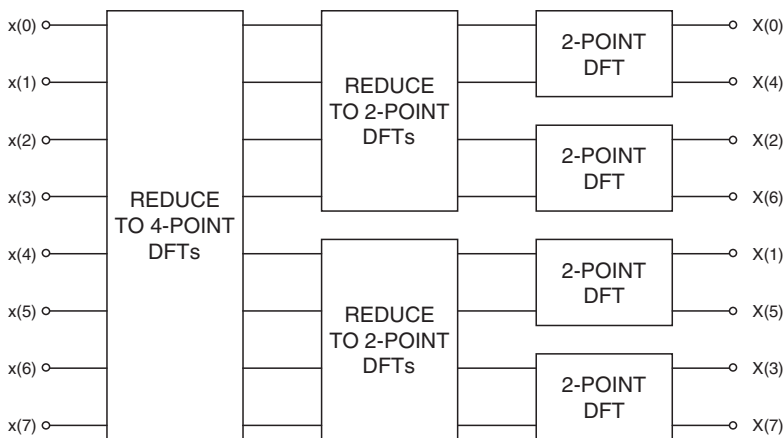 x(0)
x(1)
x(2)
x(3)
x(4)
x(5)
x(6)
x(7)
REDUCE
TO 4-POINT
DFTs
REDUCE
TO 2-POINT
DFTs
REDUCE
TO 2-POINT
DFTs
2-POINT
DFT
2-POINT
DFT
2-POINT
DFT
2-POINT
DFT
X(0)
X(4)
X(2)
X(6)
X(1)
X(5)
X(3)
X(7)